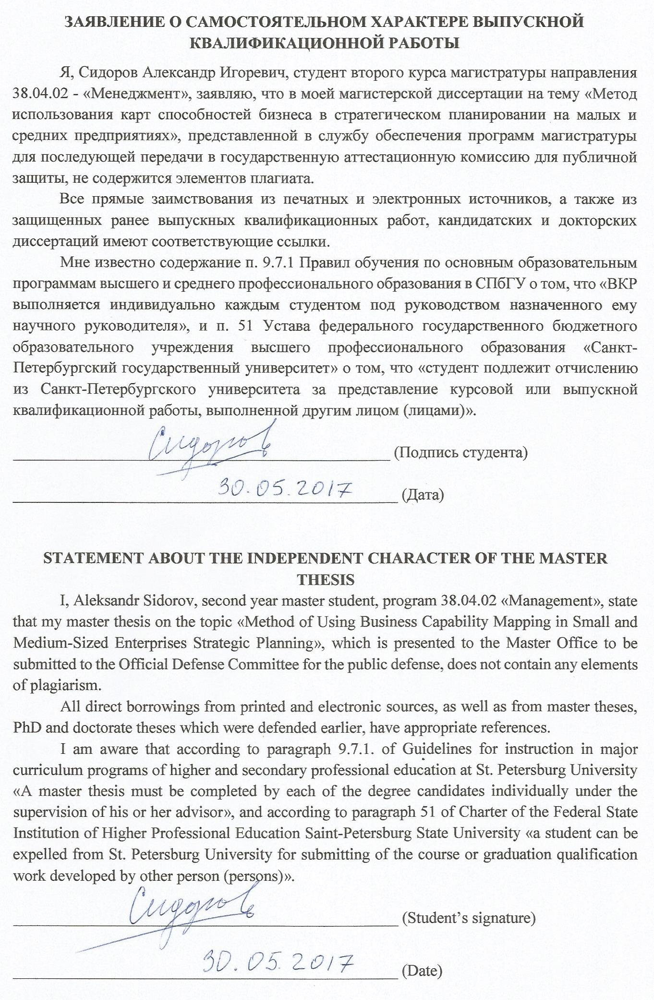 ЗАЯВЛЕНИЕ О САМОСТОЯТЕЛЬНОМ ХАРАКТЕРЕ ВЫПУСКНОЙ
КВАЛИФИКАЦИОННОЙ РАБОТЫ
Я, Сидоров Александр Игоревич, студент второго курса магистратуры направления
38.04.02 - «Менеджмент», заявляю, что в моей магистерской диссертации на тему «Метод
использования карт способностей бизнеса в стратегическом планировании на малых и
средних предприятиях», представленной в службу обеспечения программ магистратуры
для последующей передачи в государственную аттестационную комиссию для публичной
защиты, не содержится элементов плагиата.
Все прямые заимствования из печатных и электронных источников, а также из
защищенных ранее выпускных квалификационных работ, кандидатских и докторских
диссертаций имеют соответствующие ссылки.
Мне известно содержание п. 9.7.1 Правил обучения по основным образовательным
программам высшего и среднего профессионального образования в СПбГУ о том, что «ВКР
выполняется индивидуально каждым студентом под руководством назначенного ему
научного руководителя», и п. 51 Устава федерального государственного бюджетного
образовательного учреждения высшего профессионального образования «Санкт-
Петербургский государственный университет» о том, что «студент подлежит отчислению
из Санкт-Петербургского университета за представление курсовой или выпускной
квалификационной работы, выполненной другим лицом (лицами)».
Сидоров (Подпись студента)
30.05.2017 (Дата)
STATEMENT ABOUT THE INDEPENDENT CHARACTER OF THE MASTER
THESIS
I, Aleksandr Sidorov, second year master student, program 38.04.02 «Management», state
that my master thesis on the topic «Method of Using Business Capability Mapping in Small and
Medium-Sized Enterprises Strategic Planning», which is presented to the Master Office to be
submitted to the Official Defense Committee for the public defense, does not contain any elements
of plagiarism.
All direct borrowings from printed and electronic sources, as well as from master theses,
PhD and doctorate theses which were defended earlier, have appropriate references.
I am aware that according to paragraph 9.7.1. of Guidelines for instruction in major
curriculum programs of higher and secondary professional education at St. Petersburg University
«A master thesis must be completed by each of the degree candidates individually under the
supervision of his or her advisor», and according to paragraph 51 of Charter of the Federal State
Institution of Higher Professional Education Saint-Petersburg State University «a student can be
expelled from St. Petersburg University for submitting of the course or graduation qualification
work developed by other person (persons)».
Сидоров (Student’s signature)
30.05.2017 (Date)